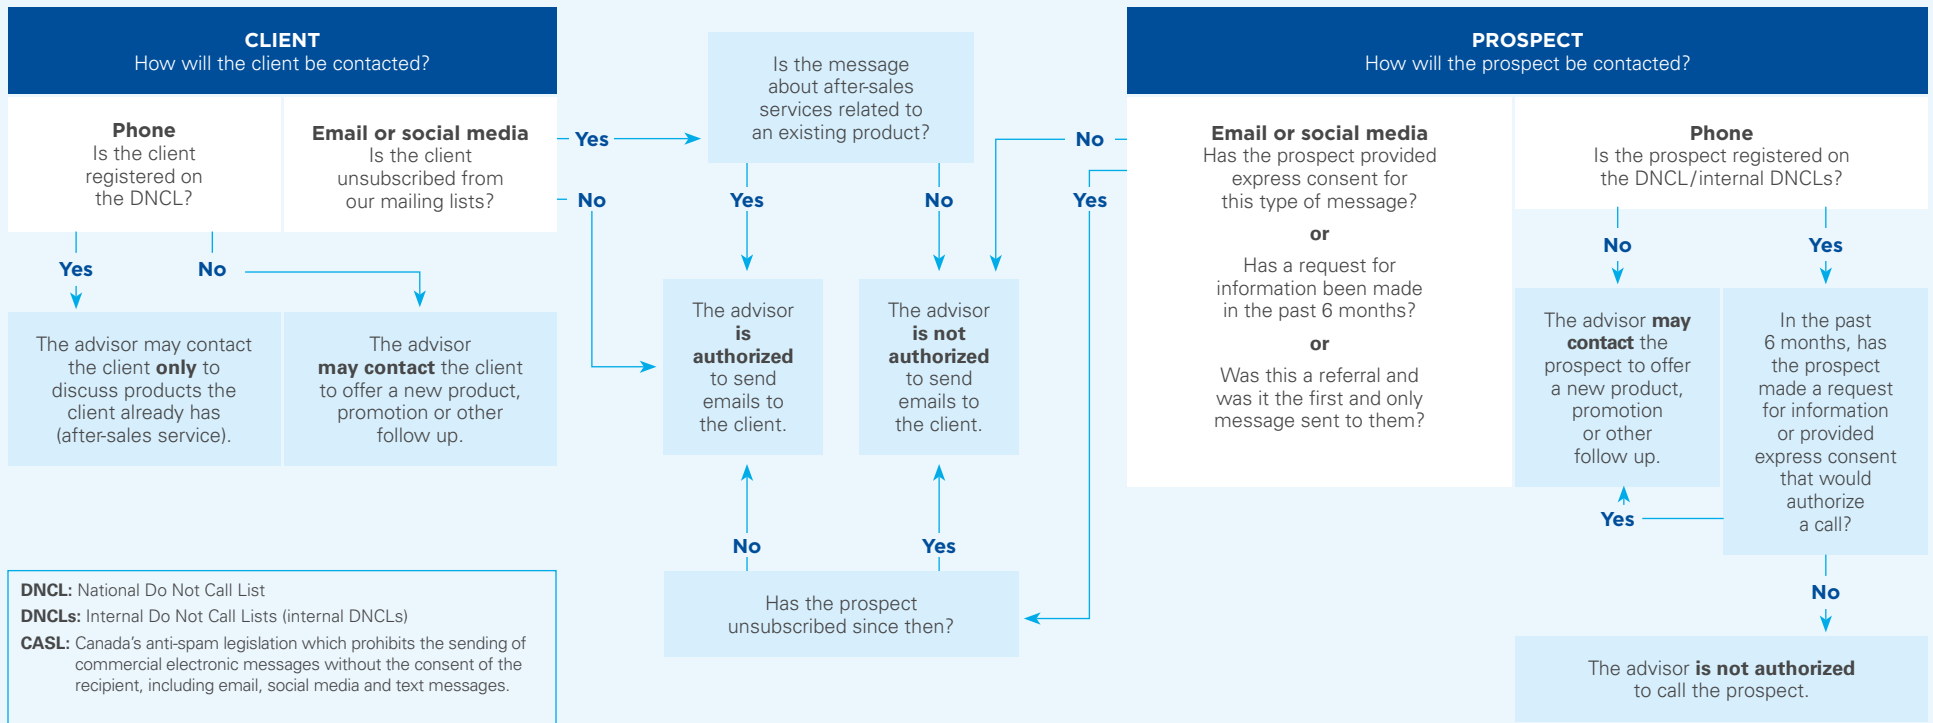 CLIENT
How will the client be contacted?
Phone
Is the client
registered on
the DNCL?
Email or social media
Is the client
unsubscribed from
our mailing lists?
Yes
No
Yes
No
The advisor may contact
the client only to
discuss products the
client already has
(after-sales service).
The advisor
may contact the client
to offer a new product,
promotion or other
follow up.
DNCL: National Do Not Call List
DNCLs: Internal Do Not Call Lists (internal DNCLs)
CASL: Canada's anti-spam legislation which prohibits the sending of
commercial electronic messages without the consent of the
recipient, including email, social media and text messages.
Is the message
about after-sales
services related to
an existing product?
Yes
No
The advisor
is
authorized
to send
emails to
the client.
The advisor
is not
authorized
to send
emails to
the client.
No
Yes
Has the prospect
unsubscribed since then?
No
Yes
PROSPECT
How will the prospect be contacted?
Email or social media
Has the prospect provided
express consent for
this type of message?
or
Has a request for
information been made
in the past 6 months?
or
Was this a referral and
was it the first and only
message sent to them?
Phone
Is the prospect registered on
the DNCL/internal DNCLs?
No
Yes
The advisor may
contact the
prospect to offer
a new product,
promotion
or other
follow up.
In the past
6 months, has
the prospect
made a request
for information
or provided
express consent
that would
authorize
a call?
Yes
No
The advisor is not authorized
to call the prospect.